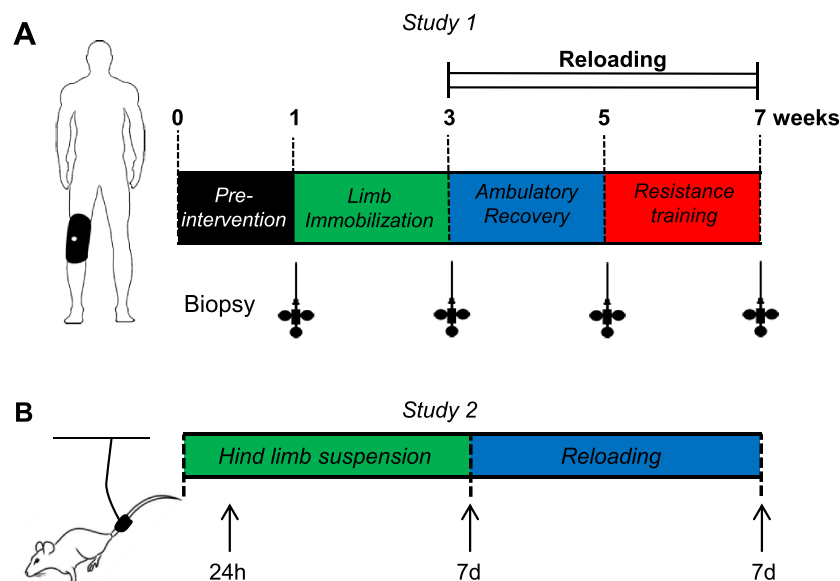 A
Study 1
Reloading
0 1 3 5 7 weeks
Pre-
intervention
Limb
Immobilization
Ambulatory
Recovery
Resistance
training
Biopsy
B
Study 2
Hind limb suspension
Reloading
24h 7d 7d